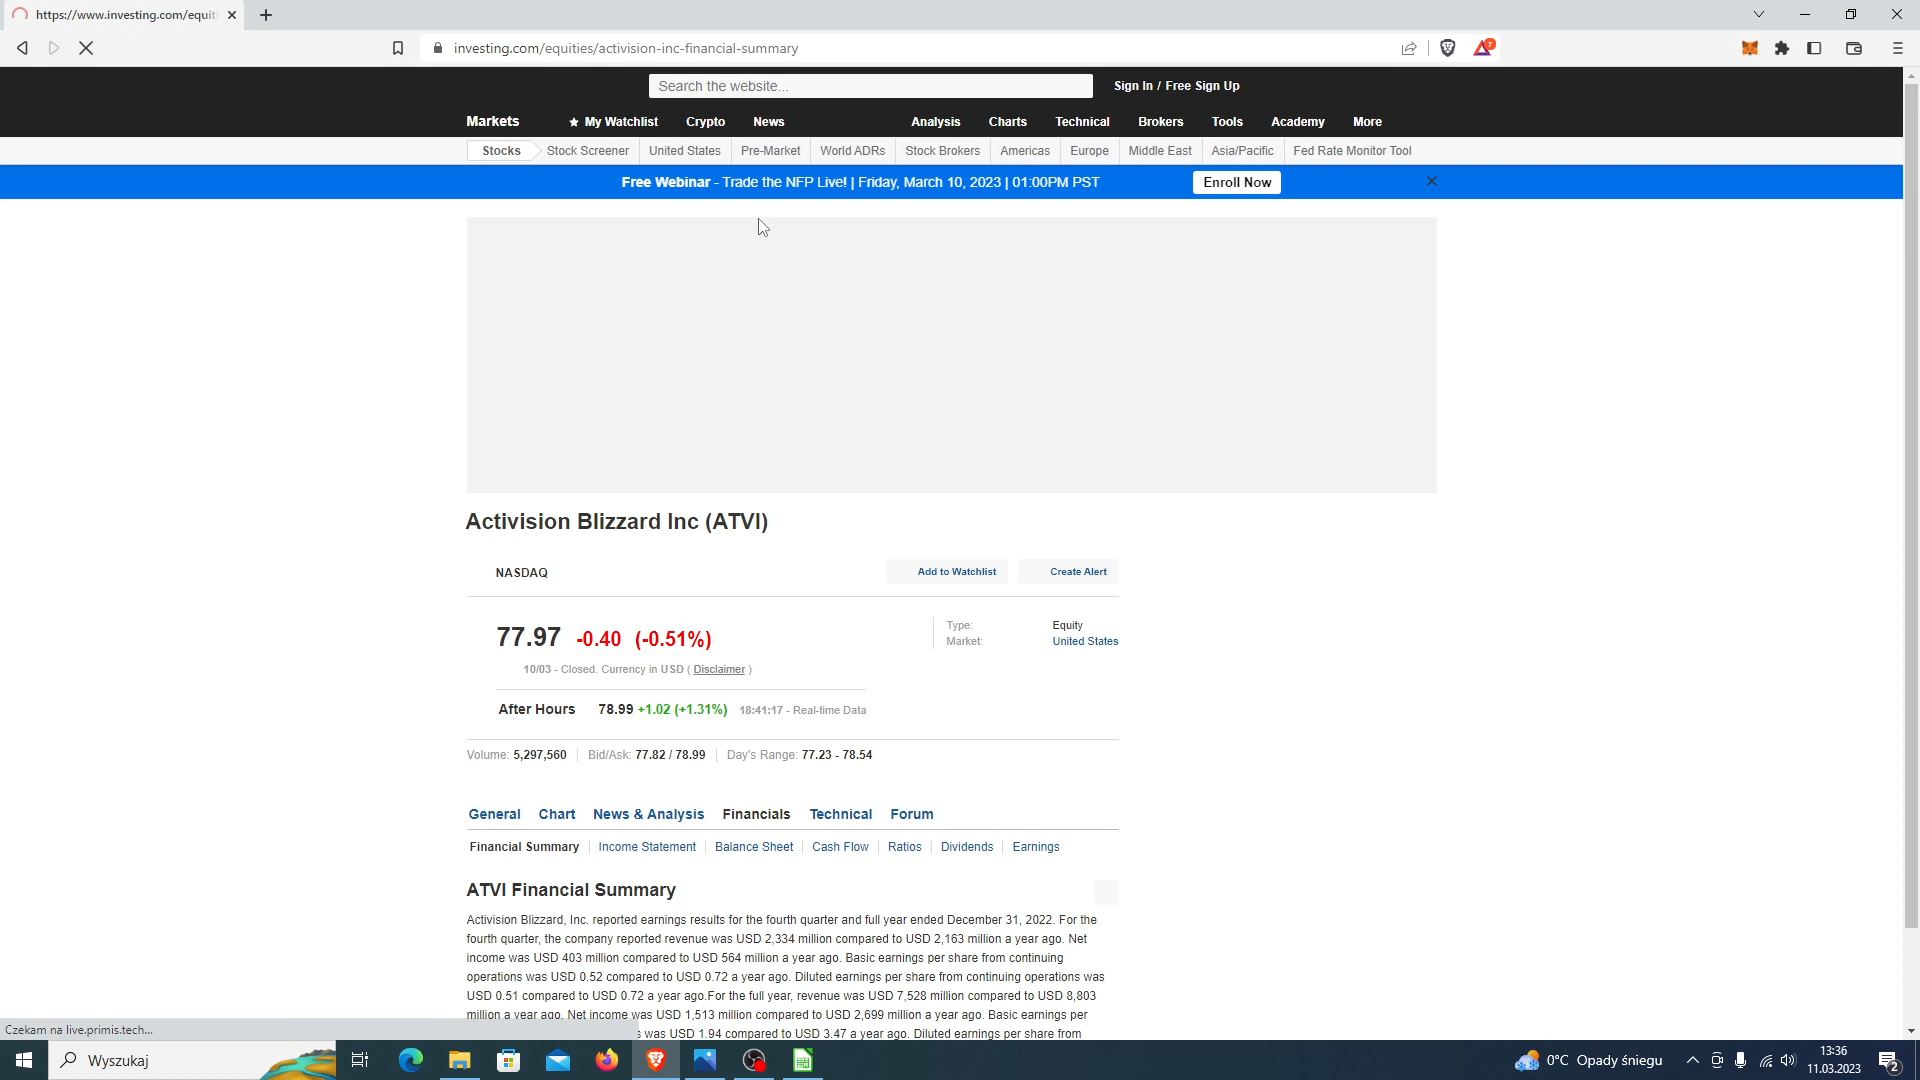 https://www.investing.com/equiti
investing.com/equities/activision-inc-financial-summary
7
Search the website...
Sign In / Free Sign Up
Markets My Watchlist Crypto News Analysis Charts Technical Brokers Tools Academy More
Stocks Stock Screener United States Pre-Market World ADRs Stock Brokers Americas Europe Middle East Asia/Pacific Fed Rate Monitor Tool
Free Webinar - Trade the NFP Live! | Friday, March 10, 2023 | 01:00PM PST Enroll Now
Activision Blizzard Inc (ATVI)
NASDAQ Add to Watchlist Create Alert
77.97 -0.40 (-0.51%)
Type: Equity
Market: United States
10/03 - Closed. Currency in USD ( Disclaimer )
After Hours 78.99 +1.02 (+1.31%) 18:41:17 - Real-time Data
Volume: 5,297,560 Bid/Ask: 77.82 / 78.99 Day's Range: 77.23 - 78.54
General Chart News & Analysis Financials Technical Forum
Financial Summary Income Statement Balance Sheet Cash Flow Ratios Dividends Earnings
ATVI Financial Summary
Activision Blizzard, Inc. reported earnings results for the fourth quarter and full year ended December 31, 2022. For the
fourth quarter, the company reported revenue was USD 2,334 million compared to USD 2,163 million a year ago. Net
income was USD 403 million compared to USD 564 million a year ago. Basic earnings per share from continuing
operations was USD 0.52 compared to USD 0.72 a year ago. Diluted earnings per share from continuing operations was
USD 0.51 compared to USD 0.72 a year ago.For the full year, revenue was USD 7,528 million compared to USD 8,803
million a year ago. Net income was USD 1,513 million compared to USD 2,699 million a year ago. Basic earnings per
s was USD 1.94 compared to USD 3.47 a year ago. Diluted earnings per share from
Czekam na live.primis.tech...
Wyszukaj
0°C Opady śniegu
13:36
11.03.2023
2